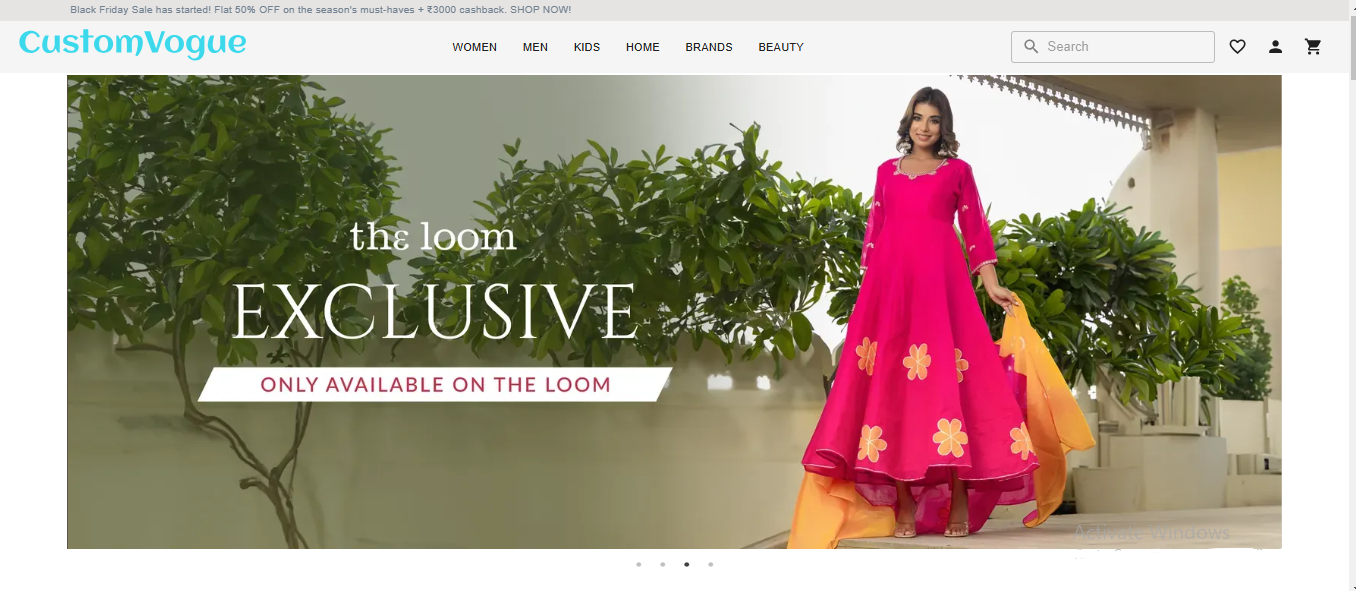 Black Friday Sale has started! Flat 50% OFF on the season's must-haves + ₹3000 cashback. SHOP NOW!
CustomVogue
WOMEN MEN KIDS HOME BRANDS BEAUTY
Search
the loom
EXCLUSIVE
ONLY AVAILABLE ON THE LOOM
Activate Windows